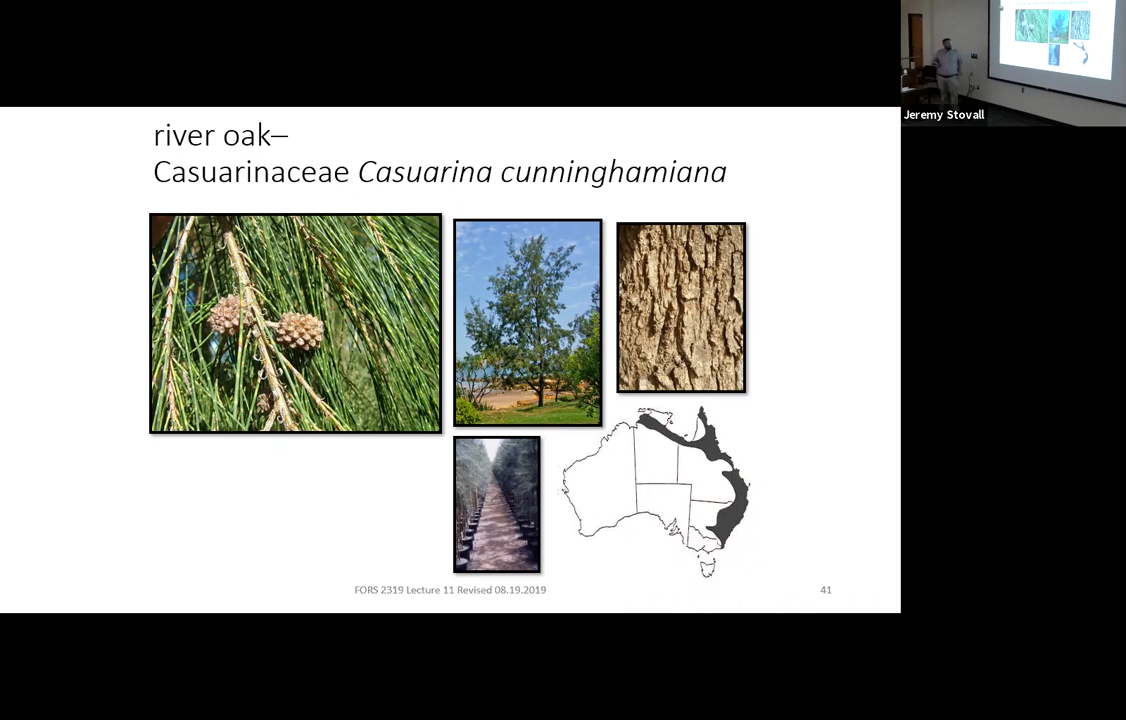 river oak–
Casuarinaceae Casuarina cunninghamiana
FORS 2319 Lecture 11 Revised 08.19.2019
41
Jeremy Stovall